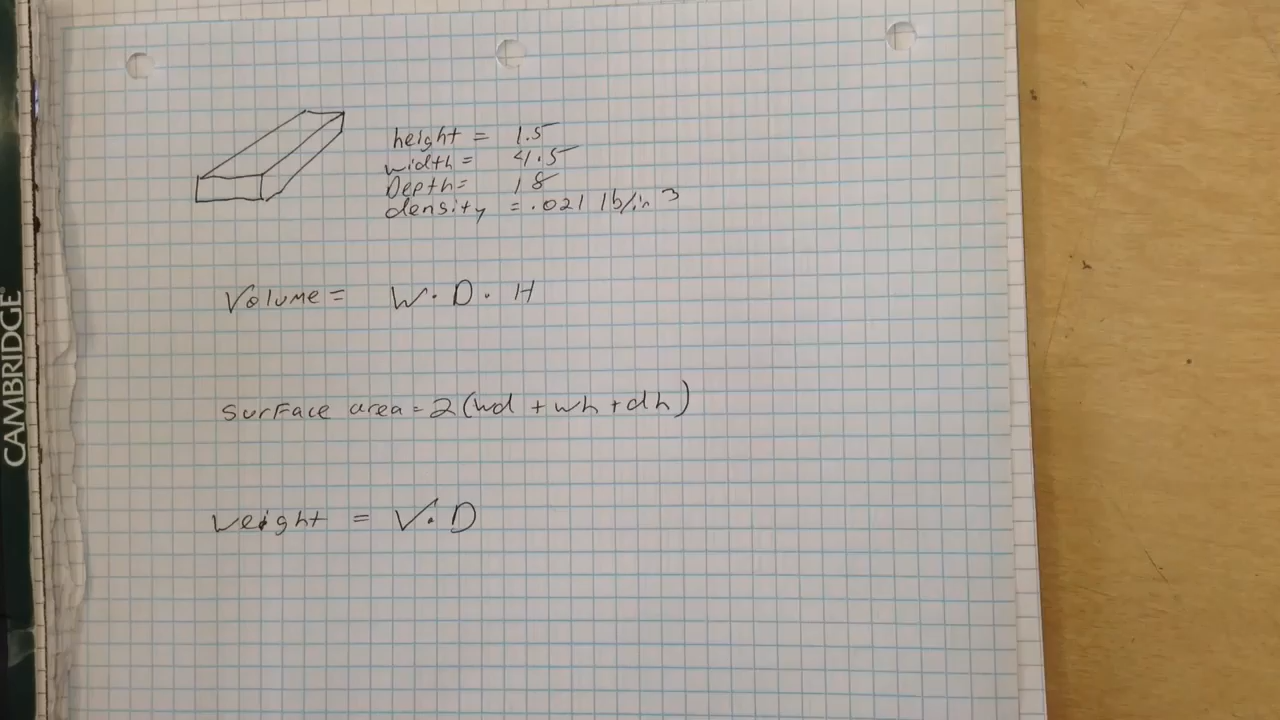 height = 1.5
width = 4.5
Depth = 18
density = .021 lb/in 3
Volume = W · D · H
surface area = 2(wd + wh + dh)
weight = V · D
CAMBRIDGE